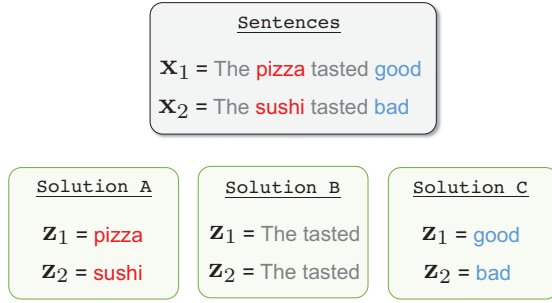 Sentences
x1 = The pizza tasted good
x2 = The sushi tasted bad
Solution A
z1 = pizza
z2 = sushi
Solution B
z1 = The tasted
z2 = The tasted
Solution C
z1 = good
z2 = bad